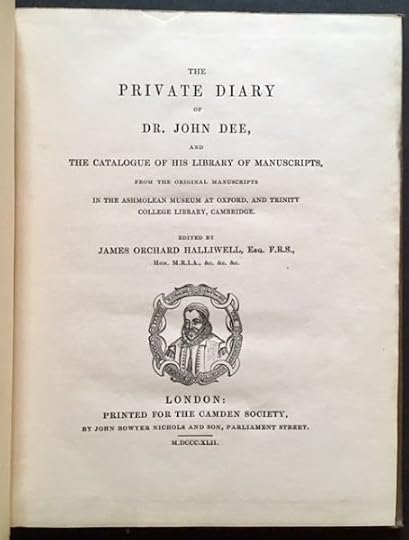 THE
PRIVATE DIARY
OF
DR. JOHN DEE,
AND
THE CATALOGUE OF HIS LIBRARY OF MANUSCRIPTS,
FROM THE ORIGINAL MANUSCRIPTS
IN THE ASHMOLEAN MUSEUM AT OXFORD, AND TRINITY
COLLEGE LIBRARY, CAMBRIDGE.
EDITED BY
JAMES ORCHARD HALLIWELL, ESQ. F.R.S.,
HON. M.R.I.A., &c. &c. &c.
LONDON:
PRINTED FOR THE CAMDEN SOCIETY,
BY JOHN BOWYER NICHOLS AND SON, PARLIAMENT STREET.
M.DCCC.XLII.